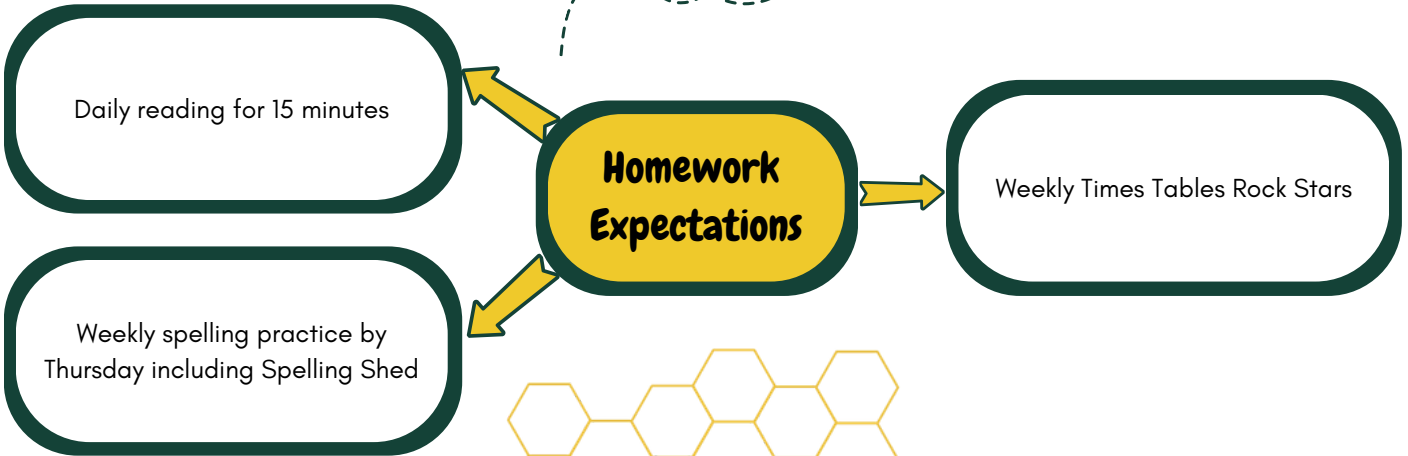 Daily reading for 15 minutes
Homework
Expectations
Weekly Times Tables Rock Stars
Weekly spelling practice by
Thursday including Spelling Shed